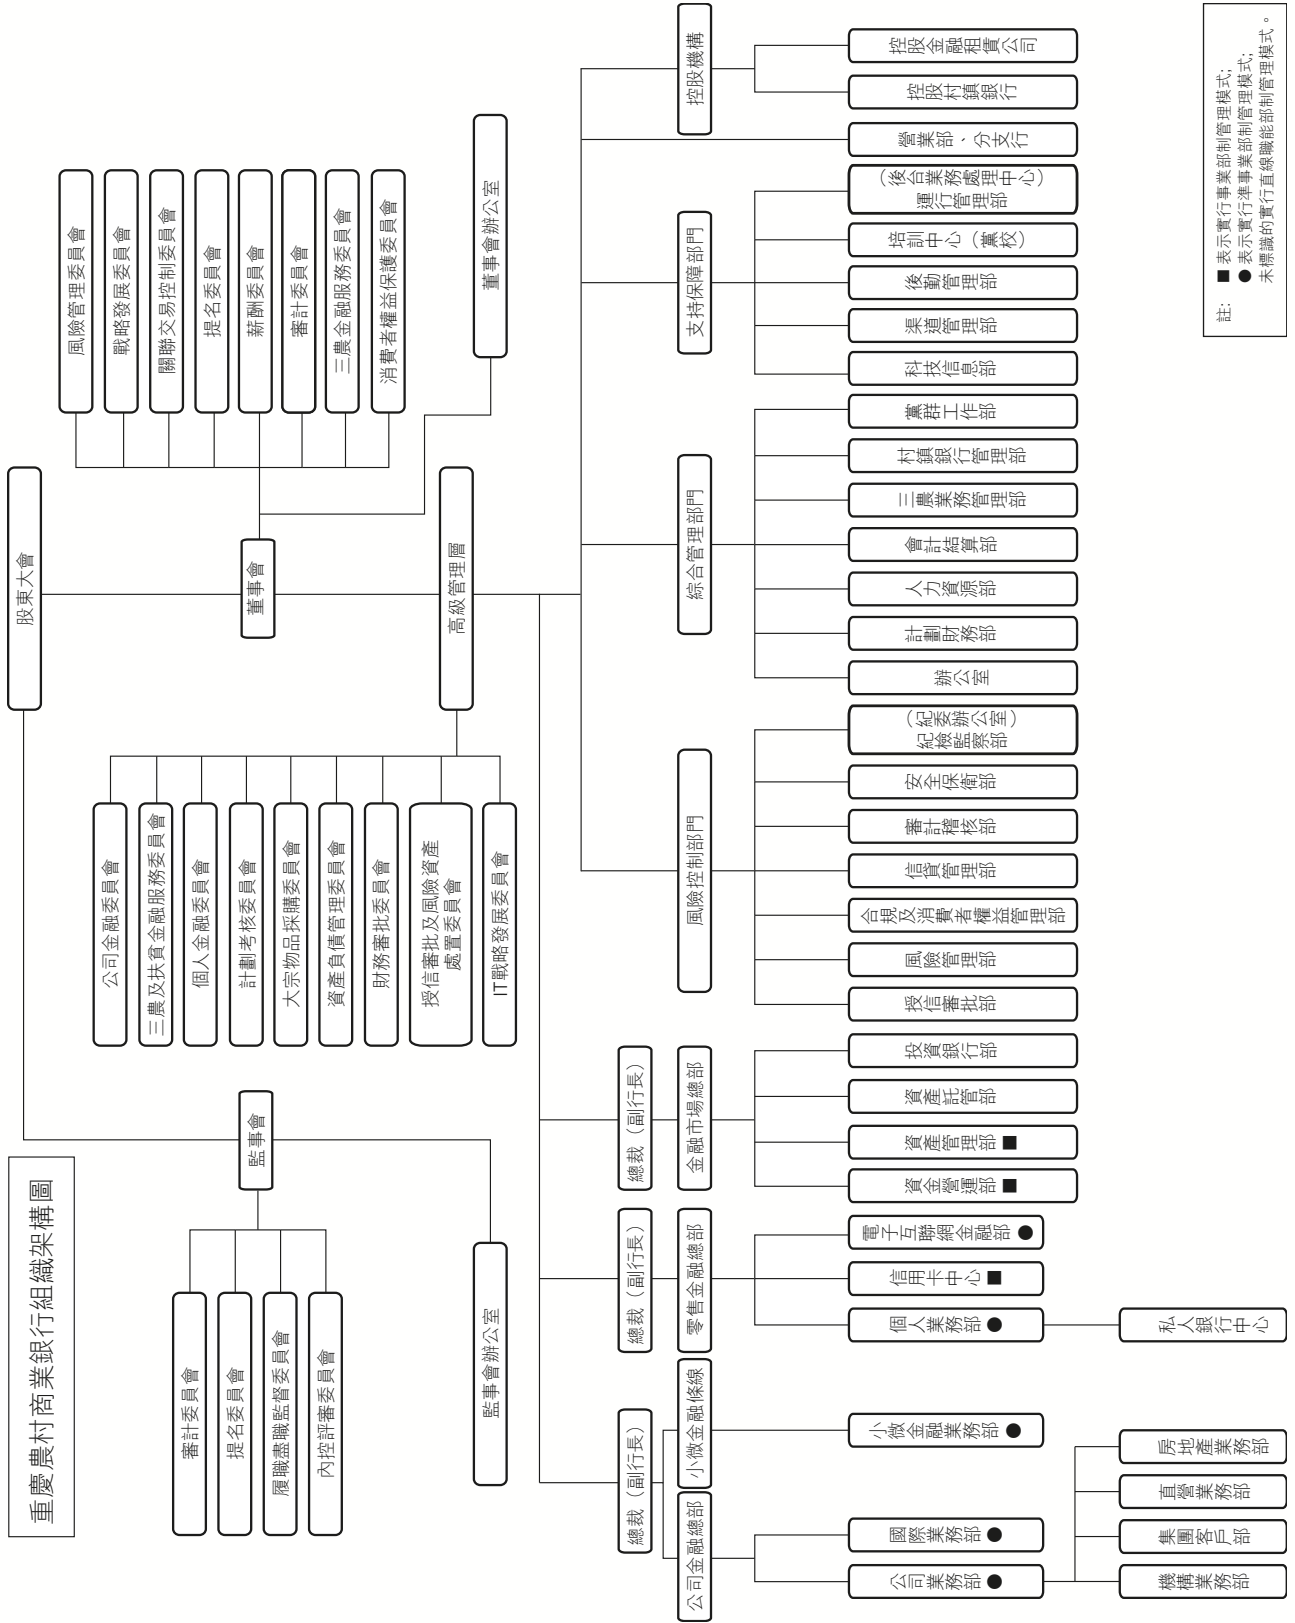 重慶農村商業銀行組織架構圖
股東大會
監事會
董事會
審計委員會
提名委員會
履職盡職監督委員會
內控評審委員會
監事會辦公室
風險管理委員會
戰略發展委員會
關聯交易控制委員會
提名委員會
薪酬委員會
審計委員會
三農金融服務委員會
消費者權益保護委員會
董事會辦公室
高級管理層
公司金融委員會
三農及扶貧金融服務委員會
個人金融委員會
計劃考核委員會
大宗物品採購委員會
資產負債管理委員會
財務審批委員會
授信審批及風險資產
處置委員會
IT戰略發展委員會
總裁（副行長）
總裁（副行長）
總裁（副行長）
公司金融總部
小微金融條線
零售金融總部
金融市場總部
風險控制部門
綜合管理部門
支持保障部門
控股機構
公司業務部●
國際業務部●
小微金融業務部●
個人業務部●
信用卡中心■
電子互聯網金融部●
資金營運部■
資產管理部■
資產託管部
投資銀行部
授信審批部
風險管理部
合規及消費者權益管理部
信貸管理部
審計稽核部
安全保衛部
（紀委辦公室）
紀檢監察部
辦公室
計劃財務部
人力資源部
會計結算部
三農業務管理部
村鎮銀行管理部
黨群工作部
科技信息部
渠道管理部
後勤管理部
培訓中心（黨校）
（後台業務處理中心）
運行管理部
營業部、分支行
控股村鎮銀行
控股金融租賃公司
機構業務部
集團客戶部
直營業務部
房地產業務部
私人銀行中心
註： ■ 表示實行事業部制管理模式;
● 表示實行準事業部制管理模式;
未標識的實行直線職能部制管理模式。